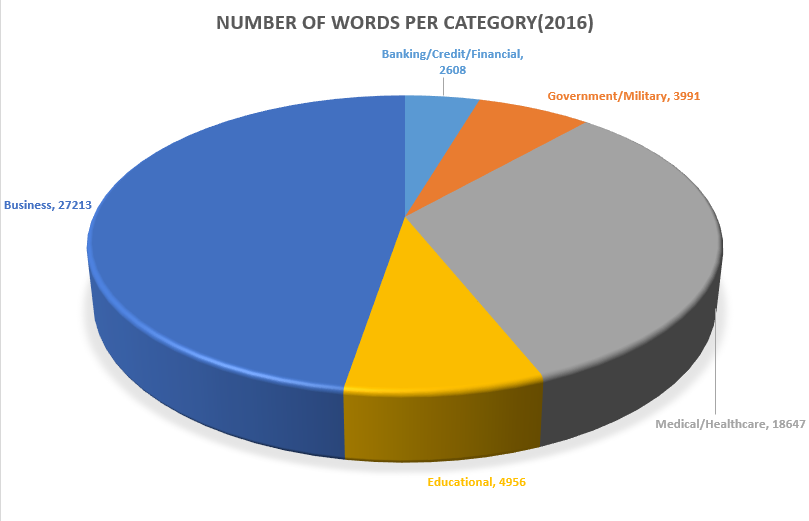 NUMBER OF WORDS PER CATEGORY(2016)
Banking/Credit/Financial,
2608
Government/Military, 3991
Business, 27213
Medical/Healthcare, 18647
Educational, 4956